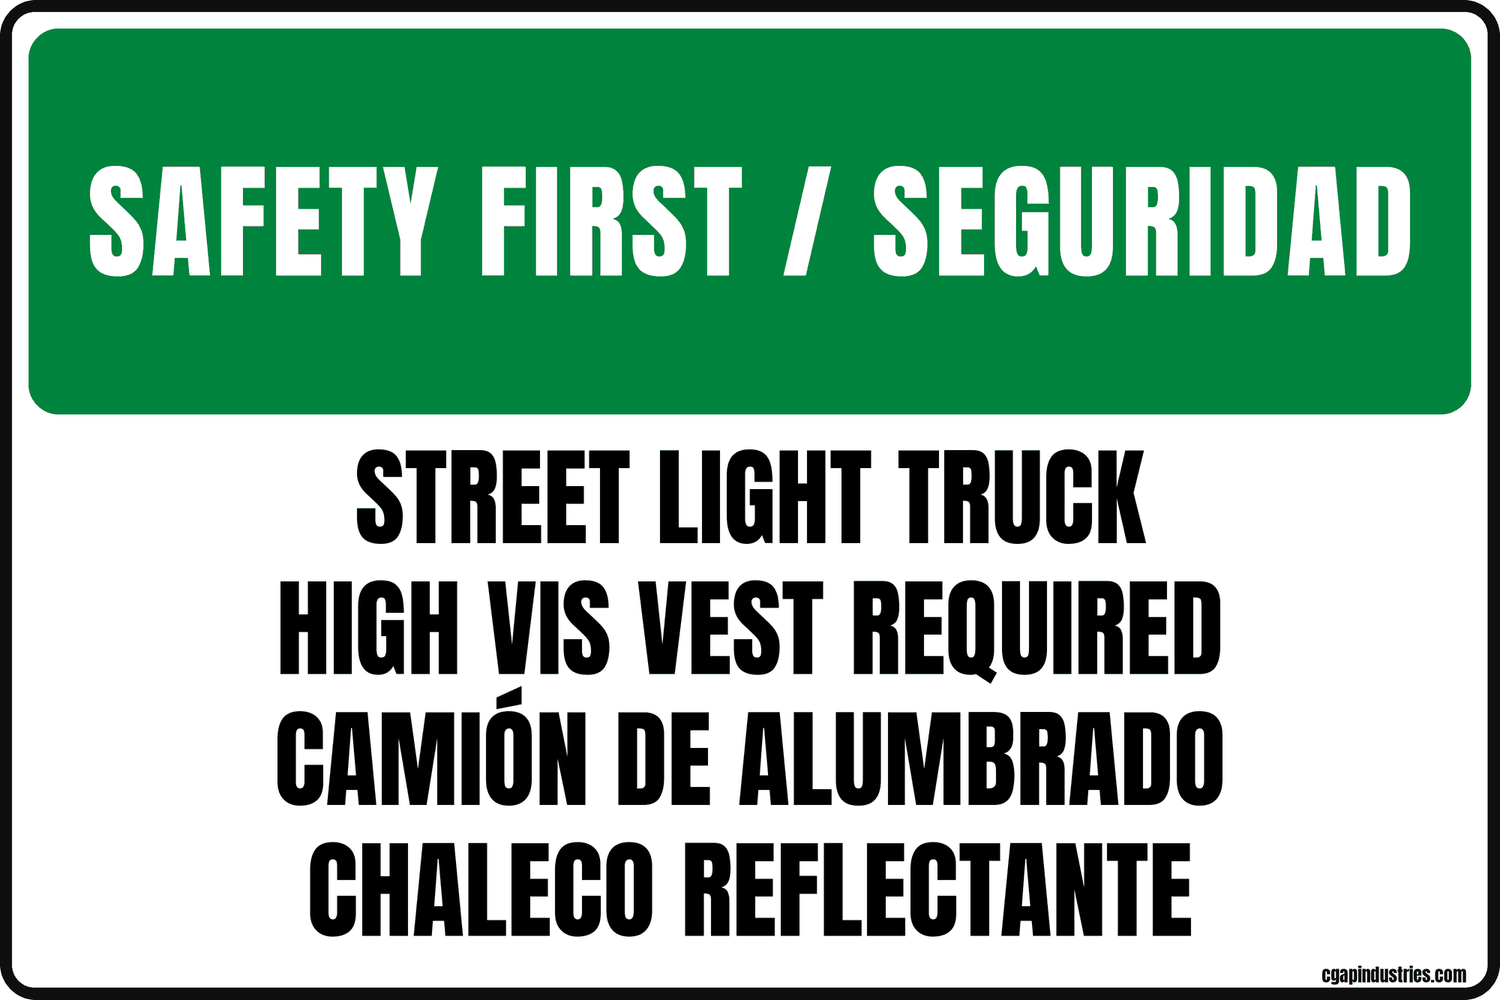 SAFETY FIRST / SEGURIDAD
STREET LIGHT TRUCK
HIGH VIS VEST REQUIRED
CAMIÓN DE ALUMBRADO
CHALECO REFLECTANTE
cgapindustries.com